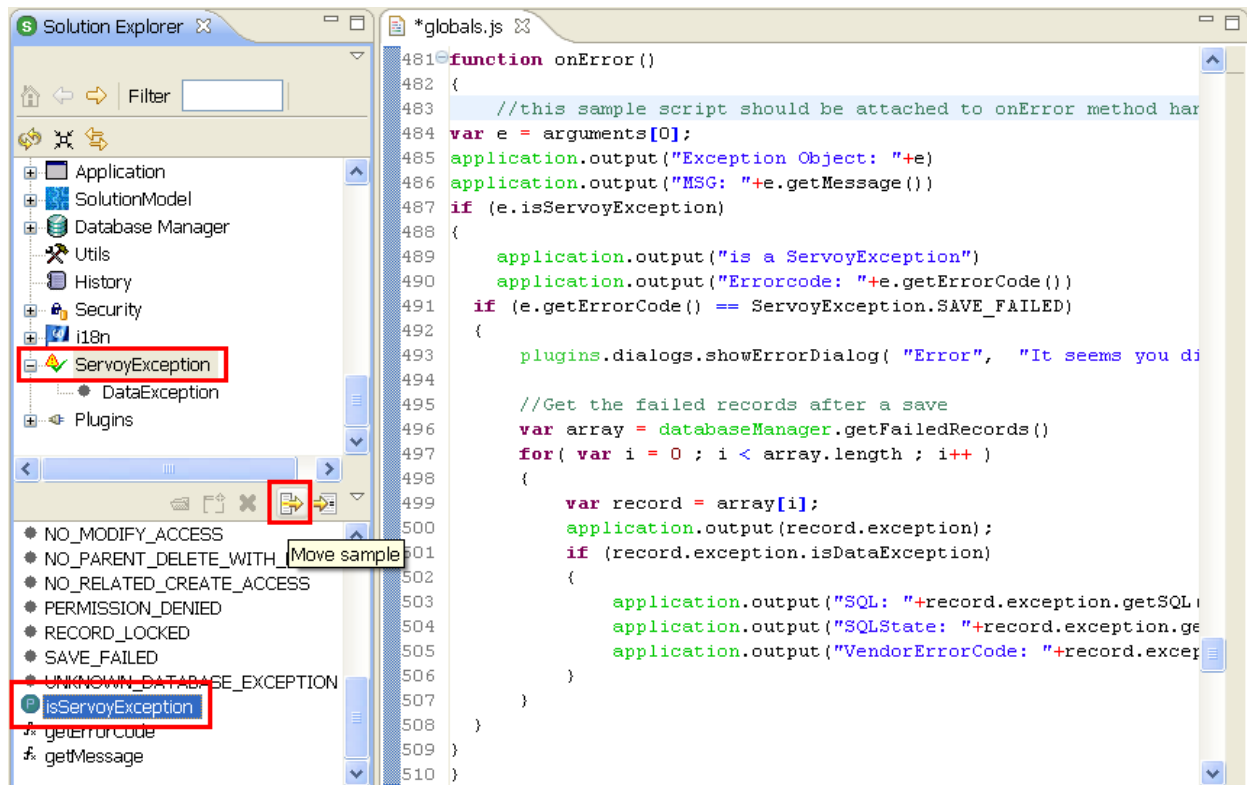 Solution Explorer
Filter
Application
SolutionModel
Database Manager
Utils
History
Security
i18n
ServoyException
DataException
Plugins
NO_MODIFY_ACCESS
NO_PARENT_DELETE_WITH_
Move sample
NO_RELATED_CREATE_ACCESS
PERMISSION_DENIED
RECORD_LOCKED
SAVE_FAILED
UNKNOWN_DATABASE_EXCEPTION
P isServoyException
getErrorCode
getMessage
*globals.js
481 function onError()
482 {
483 //this sample script should be attached to onError method har
484 var e = arguments[0];
485 application.output("Exception Object: "+e)
486 application.output("MSG: "+e.getMessage())
487 if (e.isServoyException)
488 {
489 application.output("is a ServoyException")
490 application.output("Errorcode: "+e.getErrorCode())
491 if (e.getErrorCode() == ServoyException.SAVE_FAILED)
492 {
493 plugins.dialogs.showErrorDialog( "Error", "It seems you di
494
495 //Get the failed records after a save
496 var array = databaseManager.getFailedRecords()
497 for( var i = 0 ; i < array.length ; i++ )
498 {
499 var record = array[i];
500 application.output(record.exception);
501 if (record.exception.isDataException)
502 {
503 application.output("SQL: "+record.exception.getSQL
504 application.output("SQLState: "+record.exception.ge
505 application.output("VendorErrorCode: "+record.excep
506 }
507 }
508 }
509 }
510 }